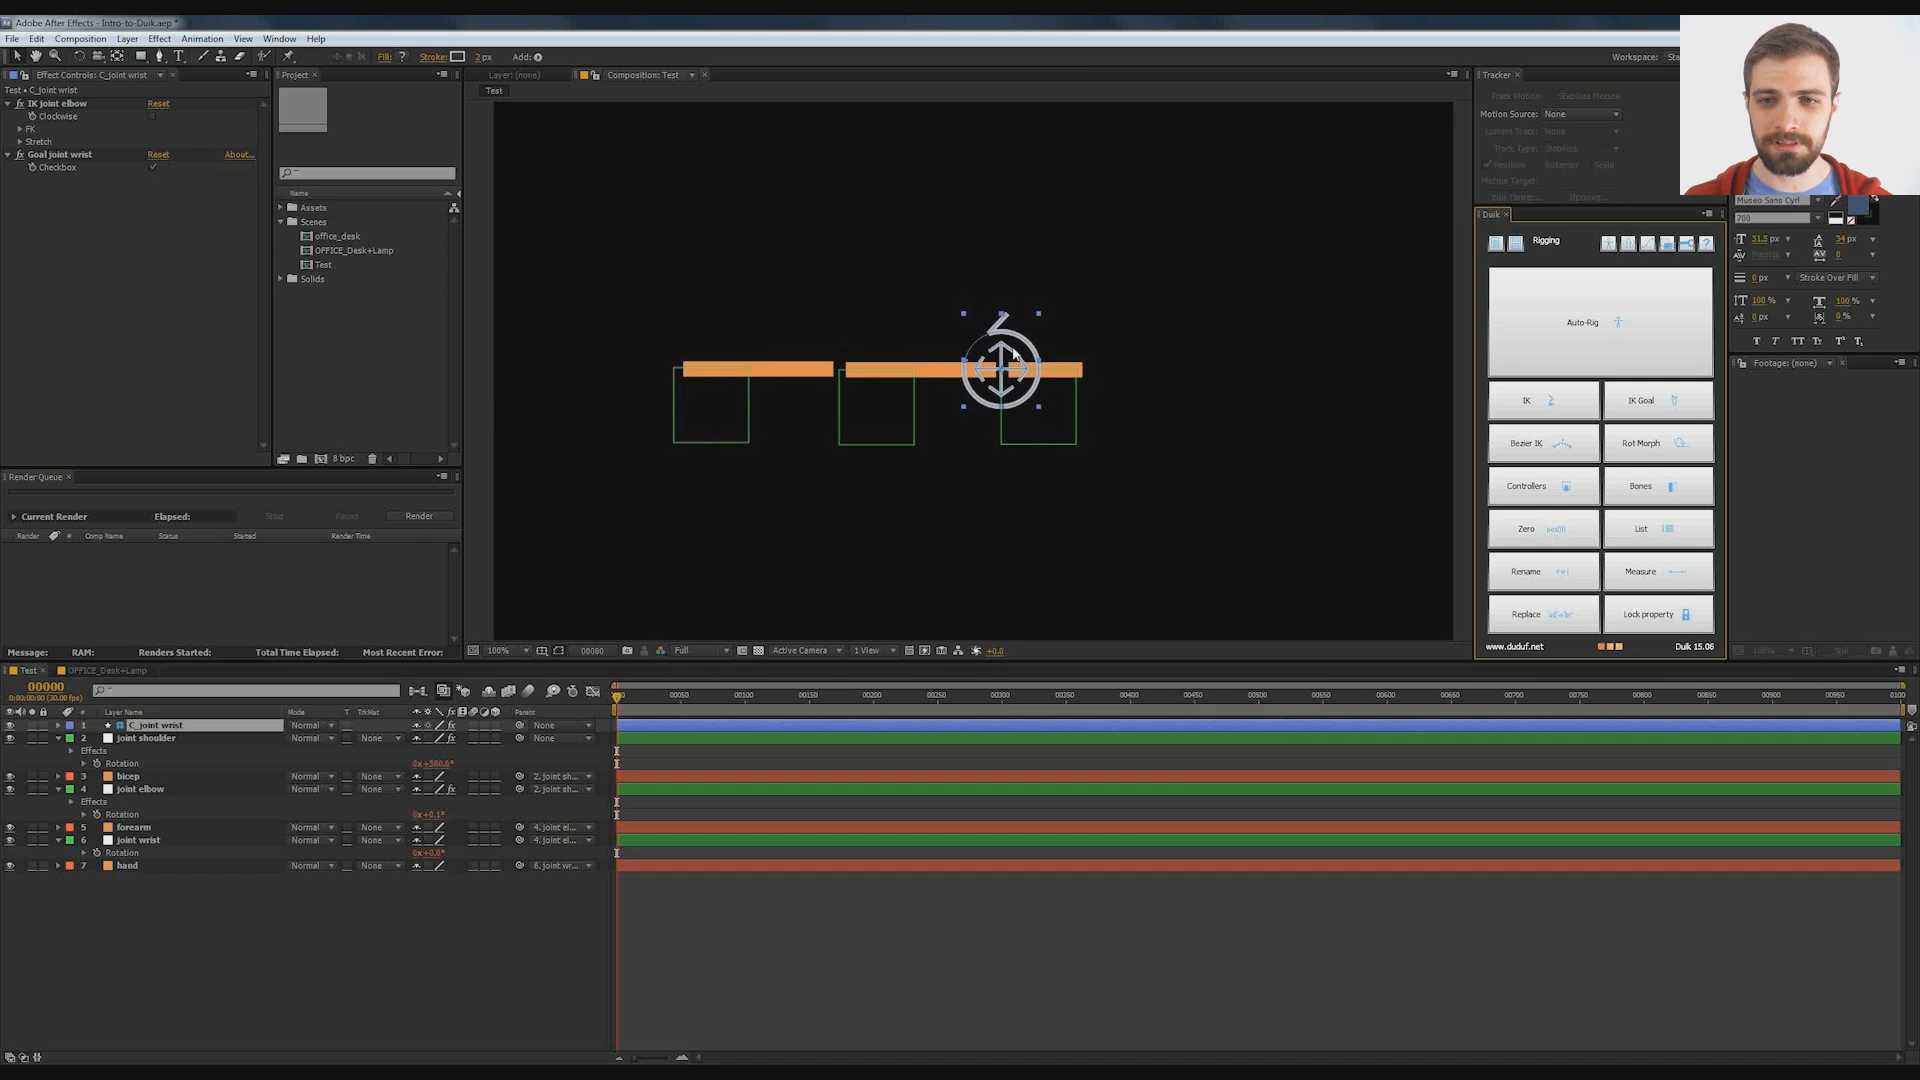 Adobe After Effects - Intro-to-Duik.aep *
File Edit Composition Layer Effect Animation View Window Help
Fill: ? Stroke: 2 px Add:
Workspace: Sta
Effect Controls: C_joint wrist
Test • C_joint wrist
fx IK joint elbow Reset
Clockwise
FK
Stretch
fx Goal joint wrist Reset About...
Checkbox
Project
Name
Assets
Scenes
office_desk
OFFICE_Desk+Lamp
Test
Solids
8 bpc
Layer: (none) Composition: Test
Test
Tracker
Track Motion Stabilize Motion
Motion Source: None
Current Track: None
Track Type: Stabilize
Position Rotation Scale
Motion Target:
Edit Target... Options...
Duik
Rigging ?
Auto-Rig
IK IK Goal
Bezier IK Rot Morph
Controllers Bones
Zero pos(0) List
Rename Measure
Replace Lock property
www.duduf.net Duik 15.06
Museo Sans Cyrl
700
31.5 px 34 px
Metrics 0
0 px Stroke Over Fill
100 % 100 %
0 px 0 %
T T TT Tr T¹ T₁
Footage: (none)
Render Queue
Current Render Elapsed: Stop Pause Render
Render # Comp Name Status Started Render Time
Message: RAM: Renders Started: Total Time Elapsed: Most Recent Error:
100% 00000 Full Active Camera 1 View +0.0
Test OFFICE_Desk+Lamp
00000
0:00:00:00 (30.00 fps)
00050 00100 00150 00200 00250 00300 00350 00400 00450 00500 00550 00600 00650 00700 00750 00800 00850 00900 00950 0100
# Layer Name Mode T TrkMat Parent
1 C_joint wrist Normal None
2 joint shoulder Normal None None
Effects
Rotation 0x+360.0°
3 bicep Normal None 2. joint sh...
4 joint elbow Normal None 2. joint sh...
Effects
Rotation 0x+0.1°
5 forearm Normal None 4. joint el...
6 joint wrist Normal None 4. joint el...
Rotation 0x+0.0°
7 hand Normal None 6. joint wr...